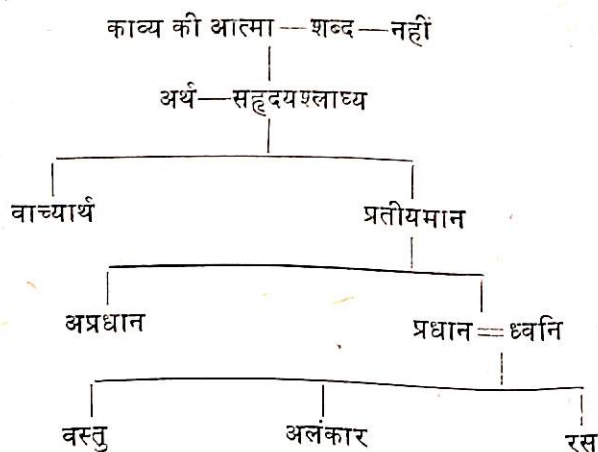 काव्य की आत्मा—शब्द—नहीं
अर्थ—सहृदयश्लाघ्य
वाच्यार्थ प्रतीयमान
अप्रधान प्रधान==ध्वनि
वस्तु अलंकार रस